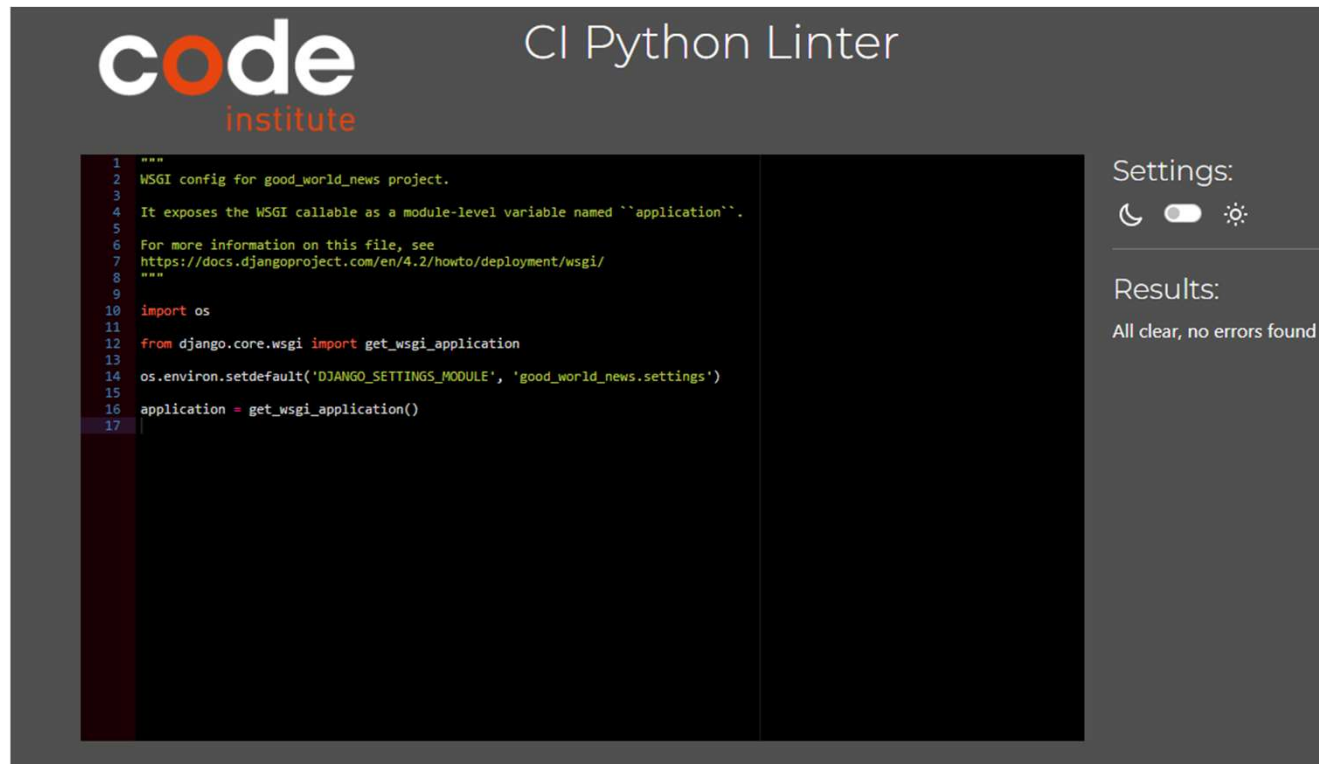 code
institute
CI Python Linter
1 """
2 WSGI config for good_world_news project.
3
4 It exposes the WSGI callable as a module-level variable named ``application``.
5
6 For more information on this file, see
7 https://docs.djangoproject.com/en/4.2/howto/deployment/wsgi/
8 """
9
10 import os
11
12 from django.core.wsgi import get_wsgi_application
13
14 os.environ.setdefault('DJANGO_SETTINGS_MODULE', 'good_world_news.settings')
15
16 application = get_wsgi_application()
17
Settings:
Results:
All clear, no errors found